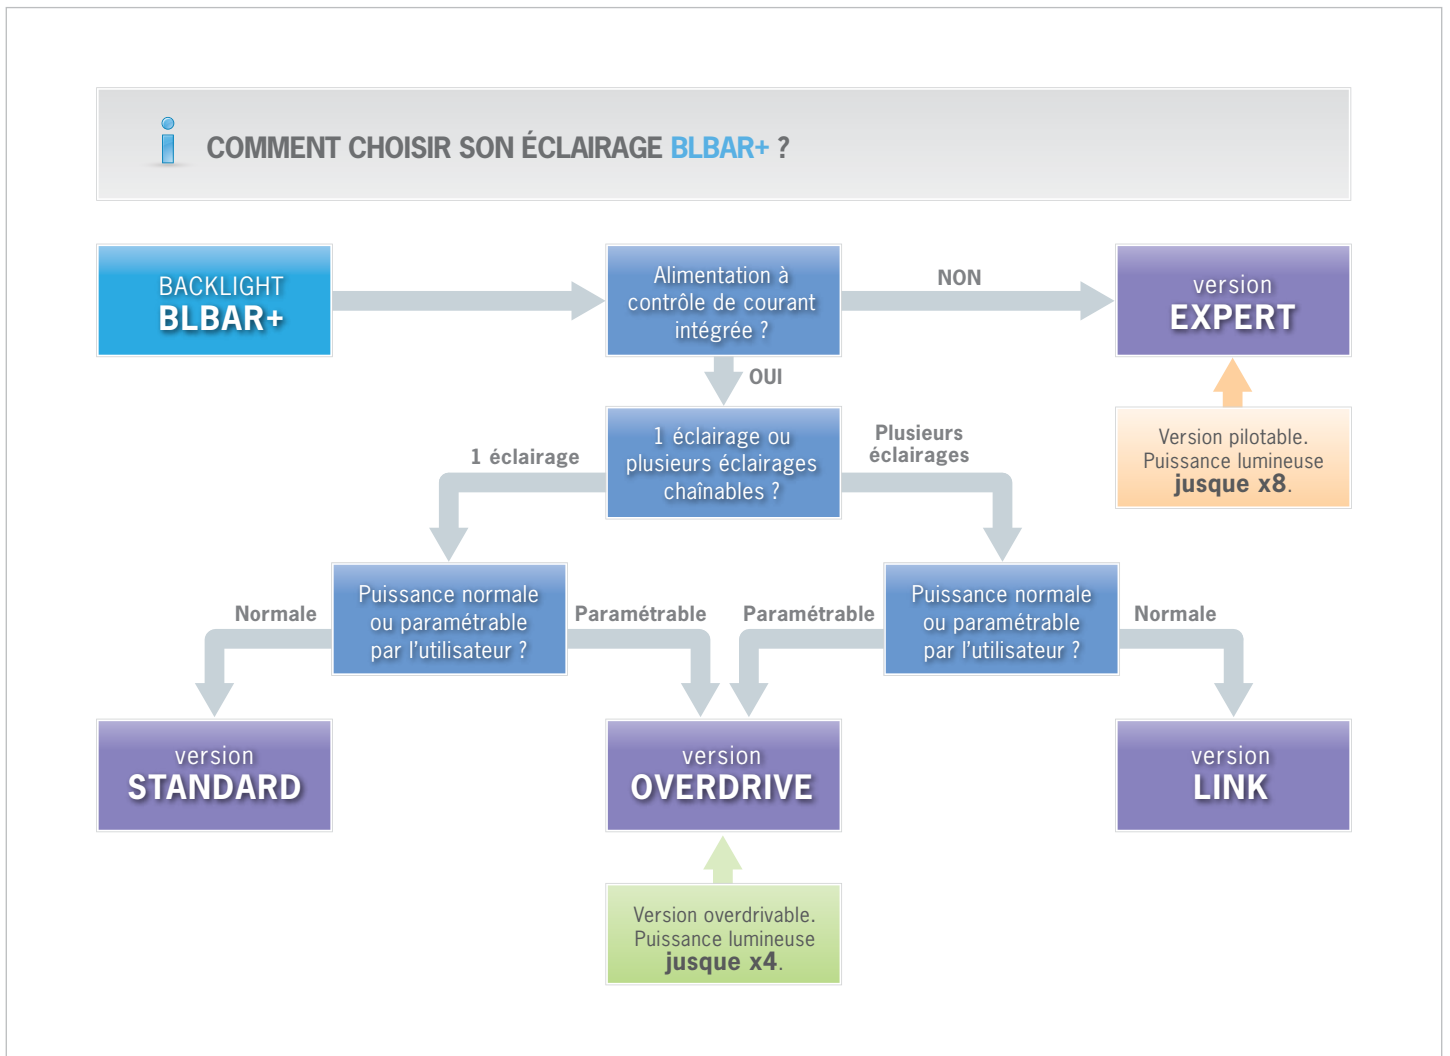 COMMENT CHOISIR SON ÉCLAIRAGE BLBAR+ ?
BACKLIGHT
BLBAR+
Alimentation à
contrôle de courant
intégrée ?
NON
version
EXPERT
OUI
Version pilotable.
Puissance lumineuse
jusque x8.
1 éclairage
1 éclairage ou
plusieurs éclairages
chaînables ?
Plusieurs
éclairages
Normale
Puissance normale
ou paramétrable
par l'utilisateur ?
Paramétrable
Paramétrable
Puissance normale
ou paramétrable
par l'utilisateur ?
Normale
version
STANDARD
version
OVERDRIVE
version
LINK
Version overdrivable.
Puissance lumineuse
jusque x4.